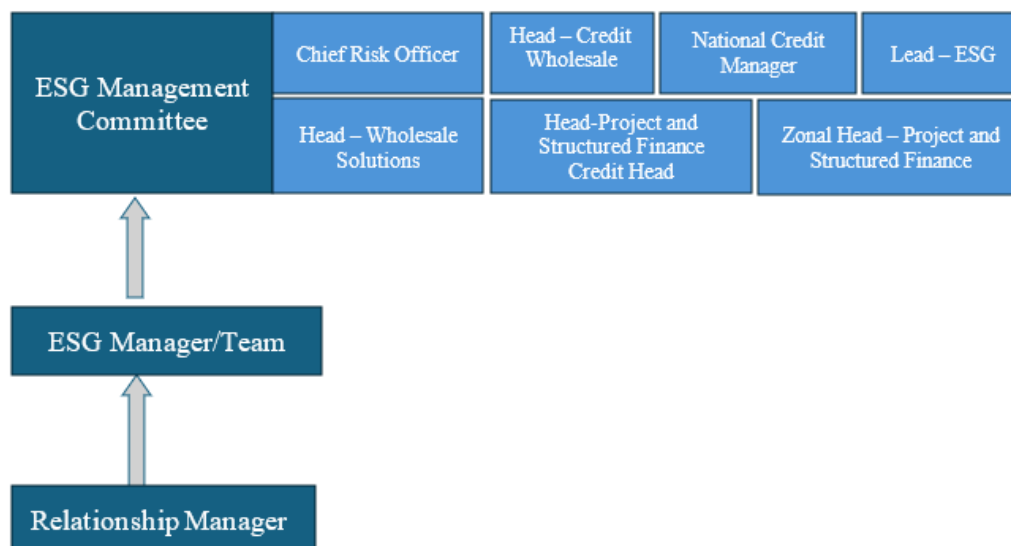 ESG Management
Committee
Chief Risk Officer
Head – Credit
Wholesale
National Credit
Manager
Lead – ESG
Head – Wholesale
Solutions
Head-Project and
Structured Finance
Credit Head
Zonal Head – Project and
Structured Finance
ESG Manager/Team
Relationship Manager